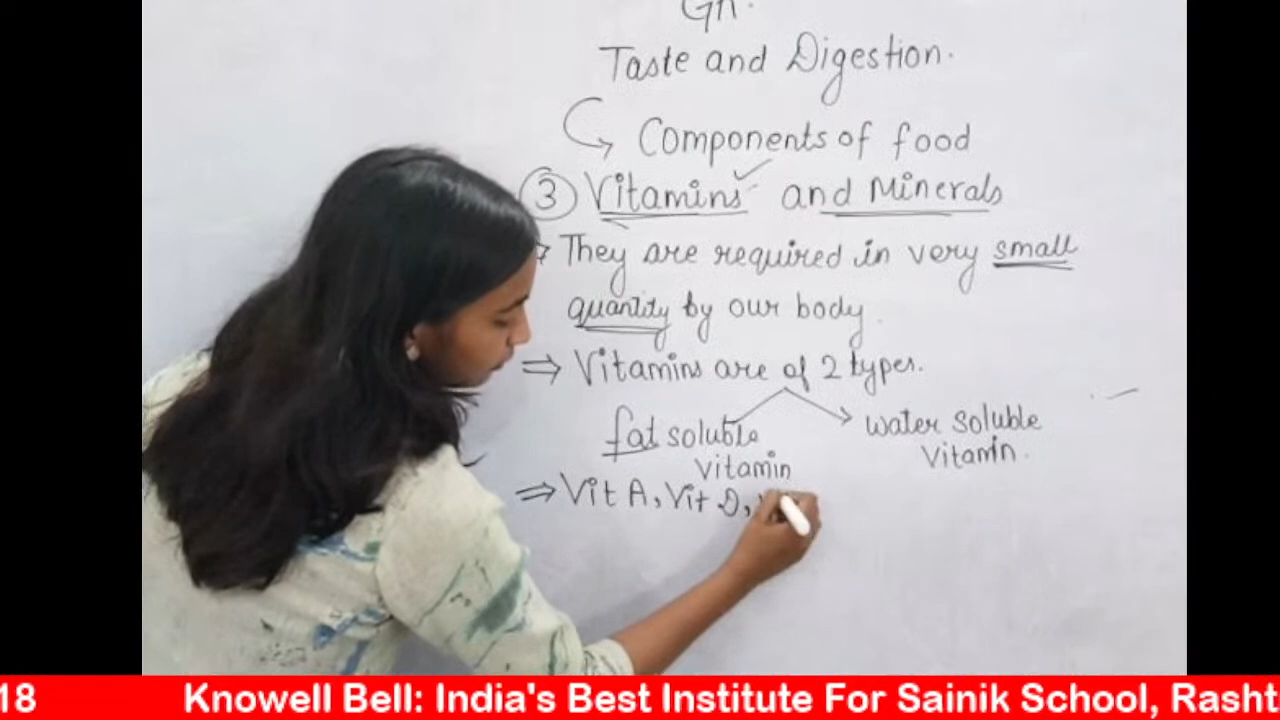 Gn.
Taste and Digestion.
Components of food
3 Vitamins and Minerals
They are required in very small
quantity by our body.
⇒ Vitamins are of 2 types.
fat soluble vitamin
water soluble vitamin.
⇒ Vit A, Vit D,
18 Knowell Bell: India's Best Institute For Sainik School, Rasht